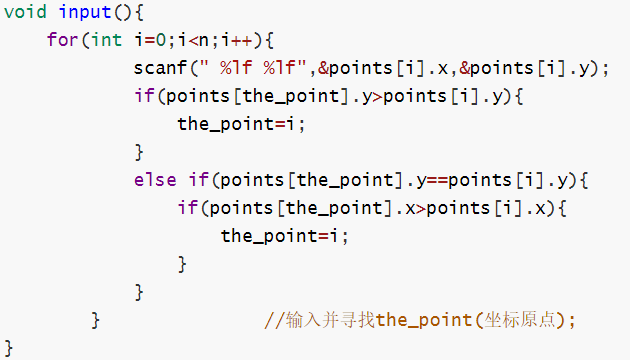 void input(){
    for(int i=0;i<n;i++){
            scanf(" %lf %lf",&points[i].x,&points[i].y);
            if(points[the_point].y>points[i].y){
                the_point=i;
            }
            else if(points[the_point].y==points[i].y){
                if(points[the_point].x>points[i].x){
                    the_point=i;
                }
            }
        }               //输入并寻找the_point(坐标原点);
}